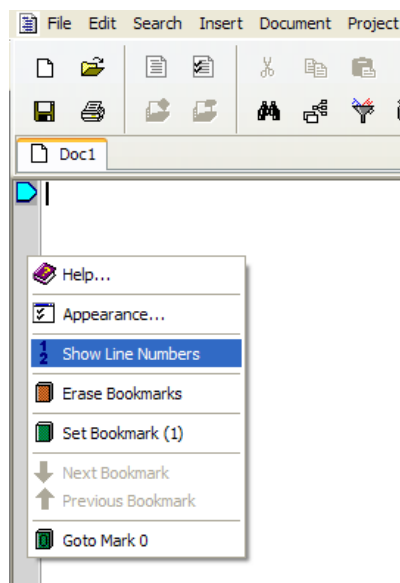 File Edit Search Insert Document Project
Doc1
Help...
Appearance...
Show Line Numbers
Erase Bookmarks
Set Bookmark (1)
Next Bookmark
Previous Bookmark
Goto Mark 0